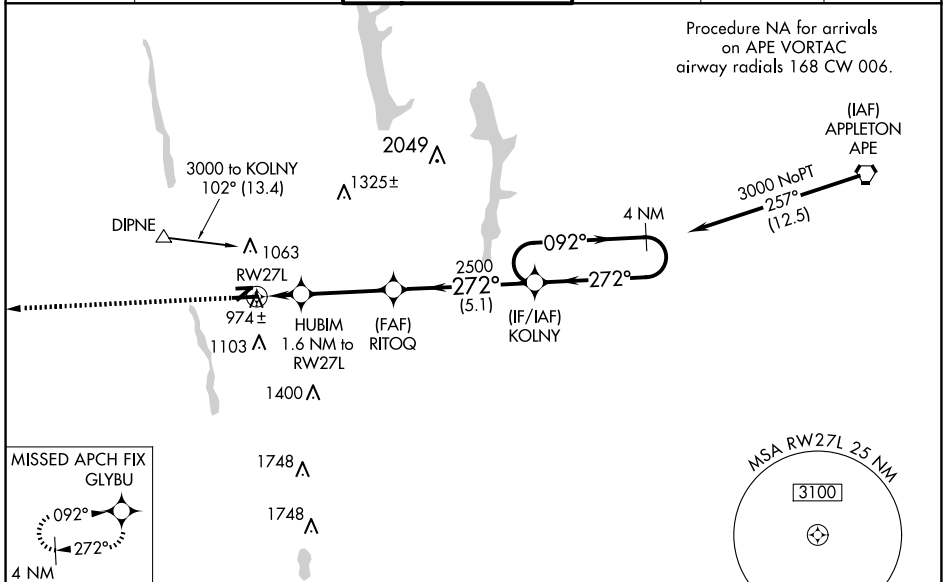 Procedure NA for arrivals
on APE VORTAC
airway radials 168 CW 006.
(IAF)
APPLETON
APE
3000 NoPT
257°
(12.5)
2049
1325±
3000 to KOLNY
102° (13.4)
DIPNE
1063
4 NM
092°
272°
2500
272°
(5.1)
(IF/IAF)
KOLNY
RW27L
974±
HUBIM
1.6 NM to
RW27L
(FAF)
RITOQ
1103
1400
1748
1748
MISSED APCH FIX
GLYBU
092°
272°
4 NM
MSA RW27L 25 NM
3100